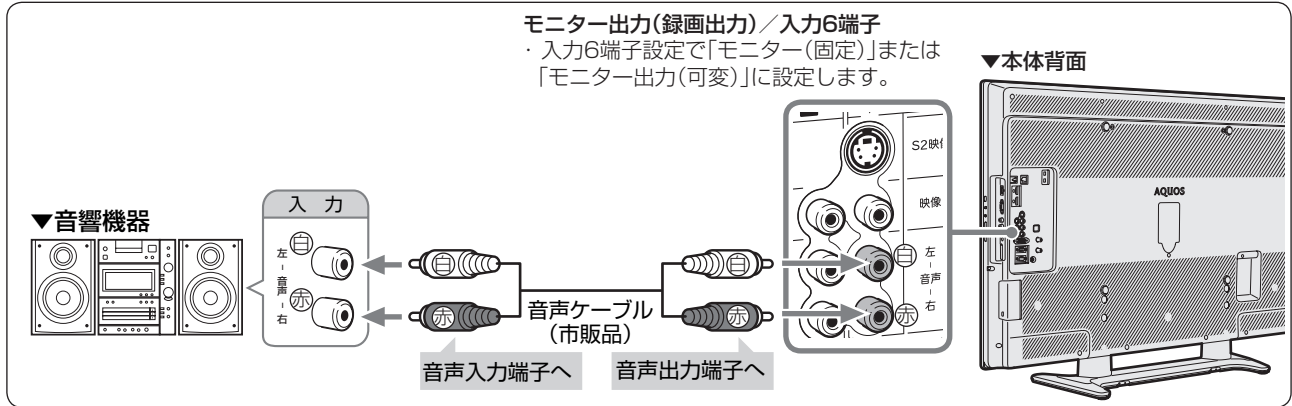 モニター出力(録画出力)／入力6端子
・ 入力6端子設定で「モニター(固定)」または
「モニター出力(可変)」に設定します。
▼本体背面
S2映
映像
AQUOS
▼音響機器
入 力
白
左-音声-右
赤
白
赤
音声ケーブル
(市販品)
白
赤
白
赤
左-音声-右
音声入力端子へ
音声出力端子へ